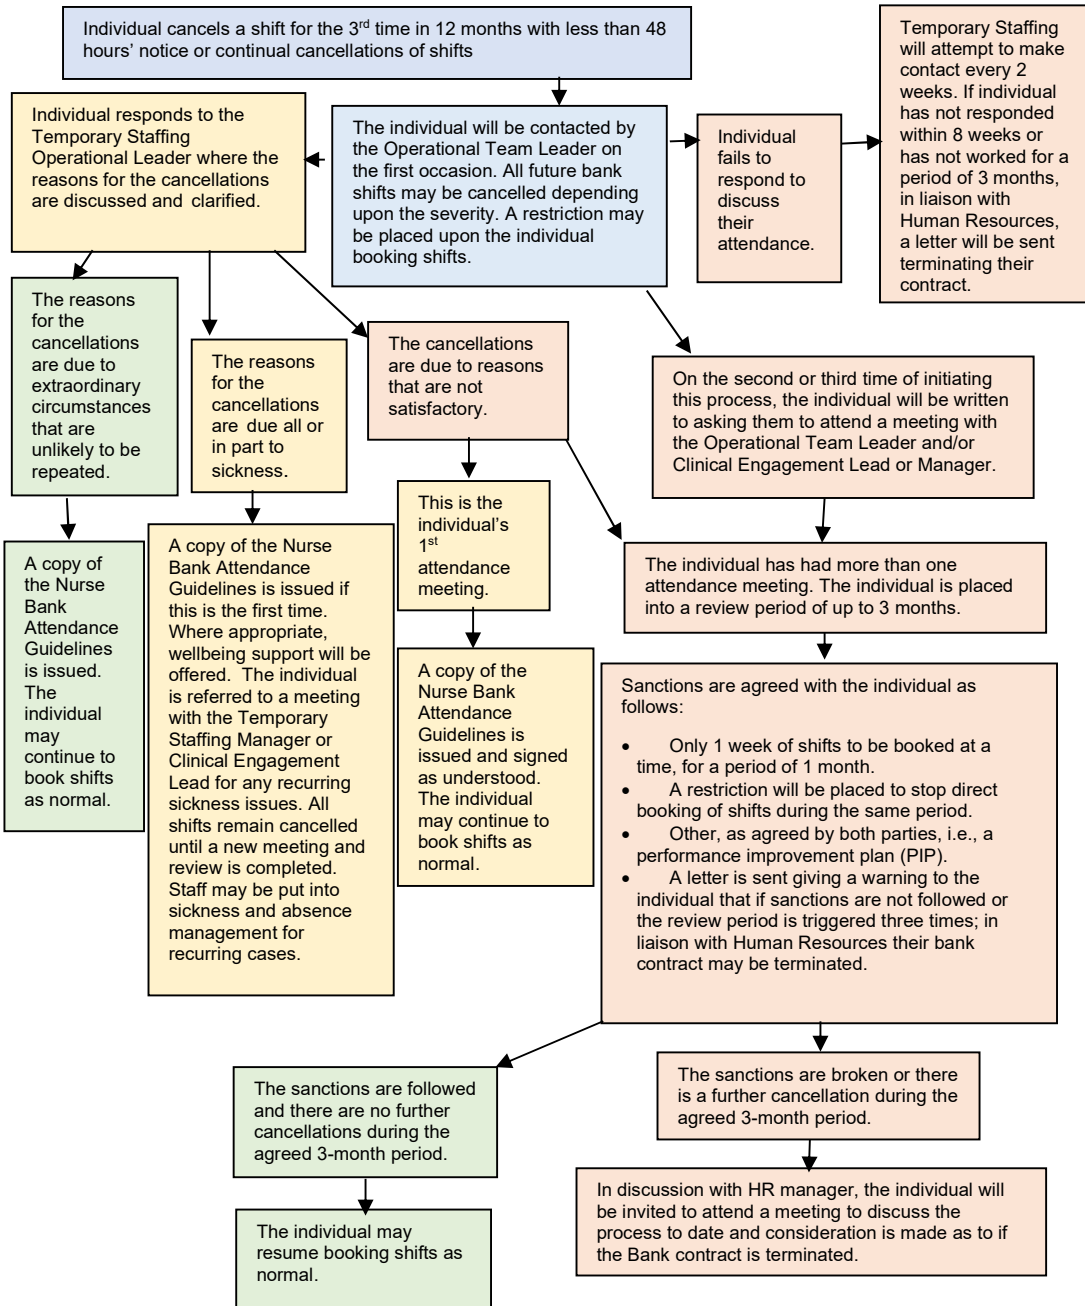 Individual cancels a shift for the 3rd time in 12 months with less than 48
hours’ notice or continual cancellations of shifts
Temporary Staffing
will attempt to make
contact every 2
weeks. If individual
has not responded
within 8 weeks or
has not worked for a
period of 3 months,
in liaison with
Human Resources,
a letter will be sent
terminating their
contract.
Individual responds to the
Temporary Staffing
Operational Leader where the
reasons for the cancellations
are discussed and clarified.
The individual will be contacted by
the Operational Team Leader on
the first occasion. All future bank
shifts may be cancelled depending
upon the severity. A restriction may
be placed upon the individual
booking shifts.
Individual
fails to
respond to
discuss
their
attendance.
The reasons
for the
cancellations
are due to
extraordinary
circumstances
that are
unlikely to be
repeated.
The reasons
for the
cancellations
are due all or
in part to
sickness.
The cancellations
are due to reasons
that are not
satisfactory.
On the second or third time of initiating
this process, the individual will be written
to asking them to attend a meeting with
the Operational Team Leader and/or
Clinical Engagement Lead or Manager.
A copy of
the Nurse
Bank
Attendance
Guidelines
is issued.
The
individual
may
continue to
book shifts
as normal.
A copy of the Nurse
Bank Attendance
Guidelines is issued if
this is the first time.
Where appropriate,
wellbeing support will be
offered. The individual
is referred to a meeting
with the Temporary
Staffing Manager or
Clinical Engagement
Lead for any recurring
sickness issues. All
shifts remain cancelled
until a new meeting and
review is completed.
Staff may be put into
sickness and absence
management for
recurring cases.
This is the
individual’s
1st
attendance
meeting.
The individual has had more than one
attendance meeting. The individual is placed
into a review period of up to 3 months.
A copy of the
Nurse Bank
Attendance
Guidelines is
issued and signed
as understood.
The individual
may continue to
book shifts as
normal.
Sanctions are agreed with the individual as
follows:
• Only 1 week of shifts to be booked at a
time, for a period of 1 month.
• A restriction will be placed to stop direct
booking of shifts during the same period.
• Other, as agreed by both parties, i.e., a
performance improvement plan (PIP).
• A letter is sent giving a warning to the
individual that if sanctions are not followed or
the review period is triggered three times; in
liaison with Human Resources their bank
contract may be terminated.
The sanctions are followed
and there are no further
cancellations during the
agreed 3-month period.
The sanctions are broken or there
is a further cancellation during the
agreed 3-month period.
The individual may
resume booking shifts as
normal.
In discussion with HR manager, the individual will
be invited to attend a meeting to discuss the
process to date and consideration is made as to if
the Bank contract is terminated.